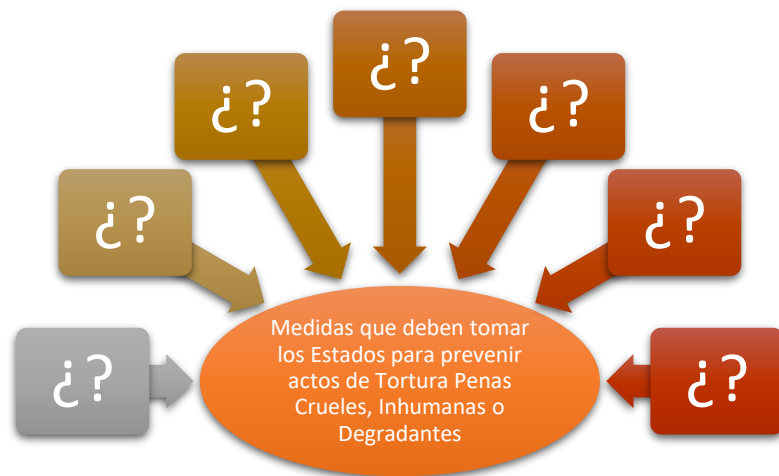 ¿?
¿?
¿?
¿?
¿?
¿?
¿?
Medidas que deben tomar
los Estados para prevenir
actos de Tortura Penas
Crueles, Inhumanas o
Degradantes